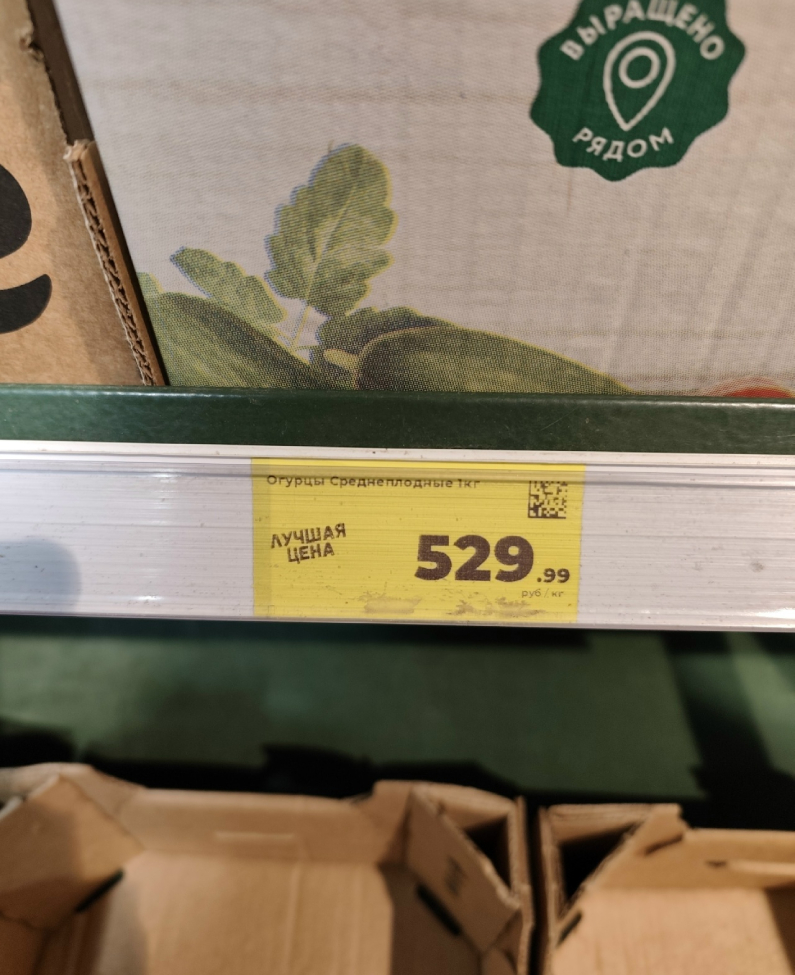 ВЫРАЩЕНО
РЯДОМ
Огурцы Среднеплодные 1кг
ЛУЧШАЯ
ЦЕНА
529.99
руб / кг